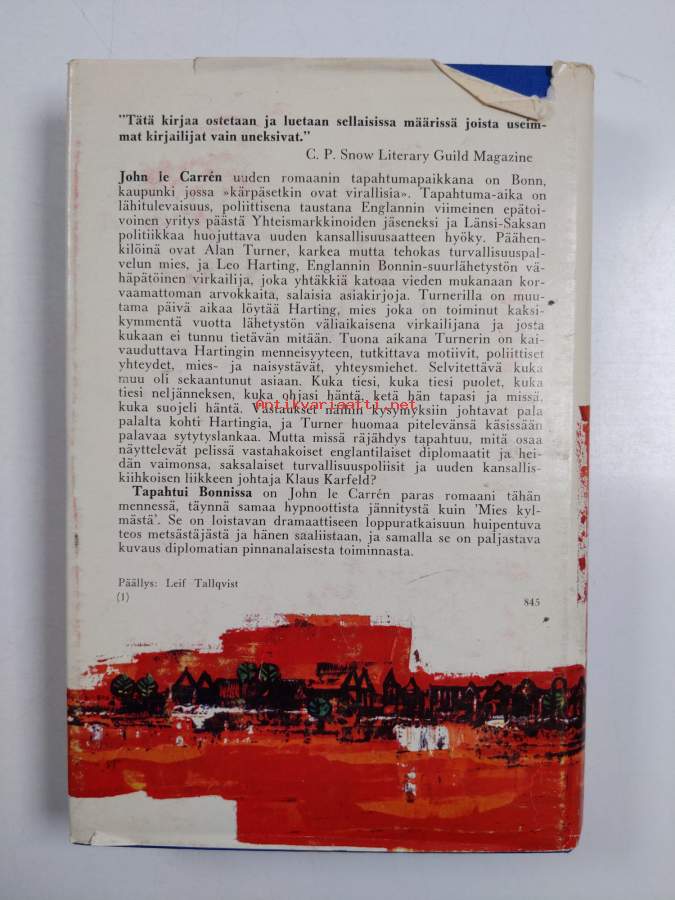 "Tätä kirjaa ostetaan ja luetaan sellaisissa määrissä joista useim-
mat kirjailijat vain uneksivat."
C. P. Snow Literary Guild Magazine
John le Carrén uuden romaanin tapahtumapaikkana on Bonn,
kaupunki jossa »kärpäsetkin ovat virallisia». Tapahtuma-aika on
lähitulevaisuus, poliittisena taustana Englannin viimeinen epätoi-
voinen yritys päästä Yhteismarkkinoiden jäseneksi ja Länsi-Saksan
politiikkaa huojuttava uuden kansallisuusaatteen hyöky. Päähen-
kilöinä ovat Alan Turner, karkea mutta tehokas turvallisuuspal-
velun mies, ja Leo Harting, Englannin Bonnin-suurlähetystön vä-
häpätöinen virkailija, joka yhtäkkiä katoaa vieden mukanaan kor-
vaamattoman arvokkaita, salaisia asiakirjoja. Turnerilla on muu-
tama päivä aikaa löytää Harting, mies joka on toiminut kaksi-
kymmentä vuotta lähetystön väliaikaisena virkailijana ja josta
kukaan ei tunnu tietävän mitään. Tuona aikana Turnerin on kai-
vauduttava Hartingin menneisyyteen, tutkittava motiivit, poliittiset
yhteydet, mies- ja naisystävät, yhteysmiehet. Selvitettävä kuka
muu oli sekaantunut asiaan. Kuka tiesi, kuka tiesi puolet, kuka
tiesi neljänneksen, kuka ohjasi häntä, ketä hän tapasi ja missä,
kuka suojeli häntä. Vastaukset näihin kysymyksiin johtavat pala
palalta kohti Hartingia, ja Turner huomaa pitelevänsä käsissään
palavaa sytytyslankaa. Mutta missä räjähdys tapahtuu, mitä osaa
näyttelevät pelissä vastahakoiset englantilaiset diplomaatit ja hei-
dän vaimonsa, saksalaiset turvallisuuspoliisit ja uuden kansallis-
kiihkoisen liikkeen johtaja Klaus Karfeld?
Tapahtui Bonnissa on John le Carrén paras romaani tähän
mennessä, täynnä samaa hypnoottista jännitystä kuin 'Mies kyl-
mästä'. Se on loistavan dramaattiseen loppuratkaisuun huipentuva
teos metsästäjästä ja hänen saaliistaan, ja samalla se on paljastava
kuvaus diplomatian pinnanalaisesta toiminnasta.
Päällys: Leif Tallqvist
(1)
845
antikvariaatti.net